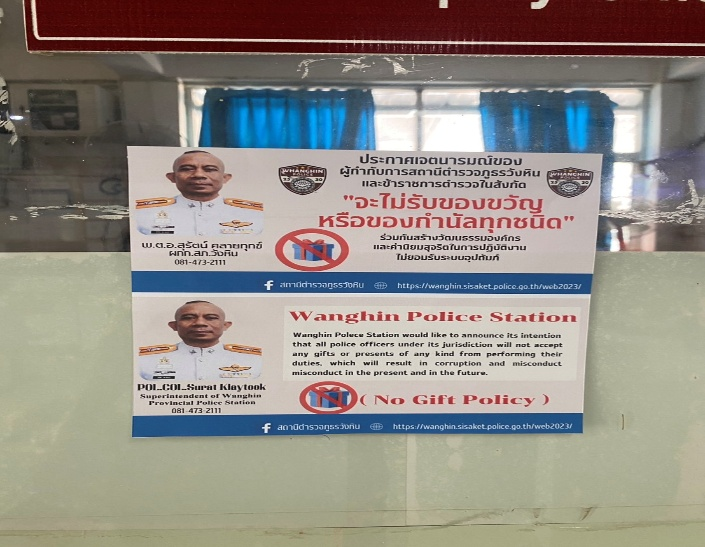 ประกาศเจตนารมณ์ของ
ผู้กำกับการสถานีตำรวจภูธรวังหิน
และข้าราชการตำรวจในสังกัด
"จะไม่รับของขวัญ
หรือของกำนัลทุกชนิด"
ร่วมกันสร้างวัฒนธรรมองค์กร
และค่านิยมสุจริตในการปฏิบัติงาน
ไม่ยอมรับระบบอุปถัมภ์
WHANGHIN
WHANGHIN
พ.ต.อ.สุรัตน์ คลายทุกข์
ผกก.สภ.วังหิน
081-473-2111
สถานีตำรวจภูธรวังหิน https://wanghin.sisaket.police.go.th/web2023/
Wanghin Police Station
Wanghin Polece Station would like to announce its intention
that all police officers under its jurisdiction will not accept
any gifts or presents of any kind from performing their
duties, which will result in corruption and misconduct
misconduct in the present and in the future.
( No Gift Policy )
POL.COL.Surat Klaytook
Superintendent of Wanghin
Provincial Police Station
081-473-2111
สถานีตำรวจภูธรวังหิน https://wanghin.sisaket.police.go.th/web2023/